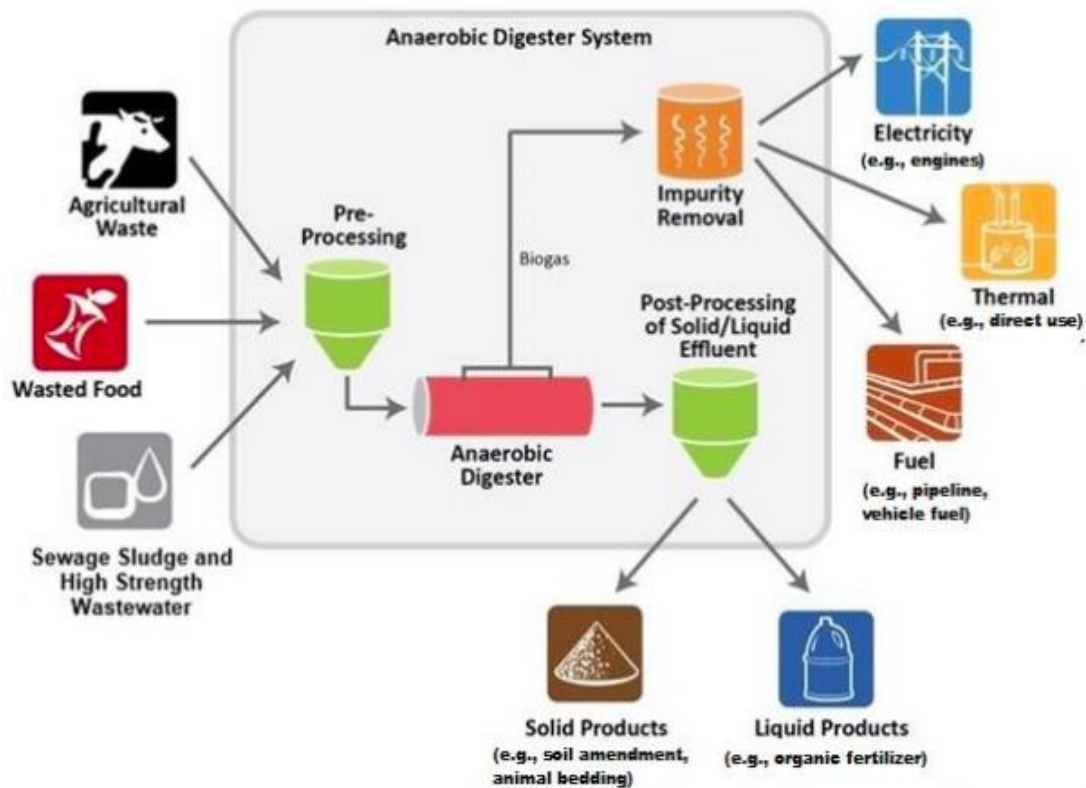 Anaerobic Digester System
Agricultural
Waste
Wasted Food
Sewage Sludge and
High Strength
Wastewater
Pre-
Processing
Anaerobic
Digester
Biogas
Impurity
Removal
Post-Processing
of Solid/Liquid
Effluent
Electricity
(e.g., engines)
Thermal
(e.g., direct use)
Fuel
(e.g., pipeline,
vehicle fuel)
Solid Products
(e.g., soil amendment,
animal bedding)
Liquid Products
(e.g., organic fertilizer)